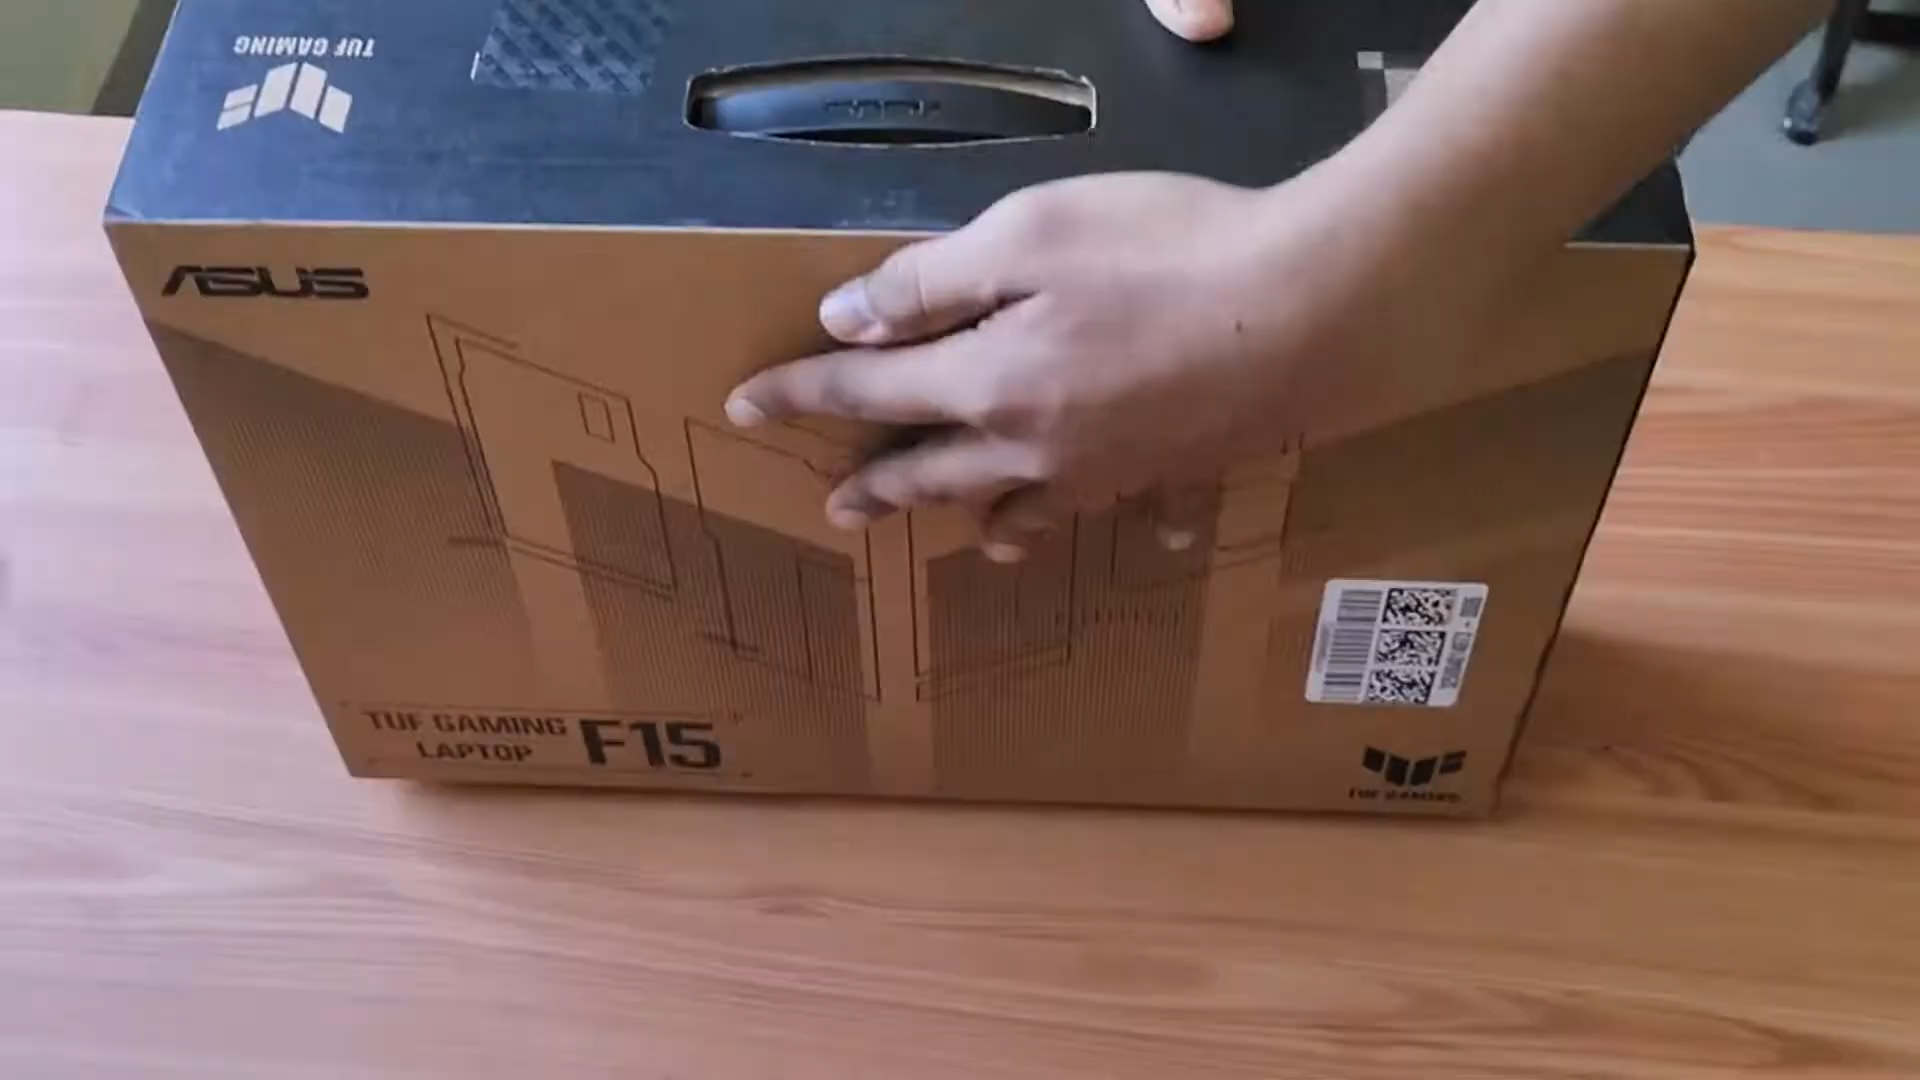 TUF GAMING
ASUS
TUF GAMING
LAPTOP
F15
TUF GAMING